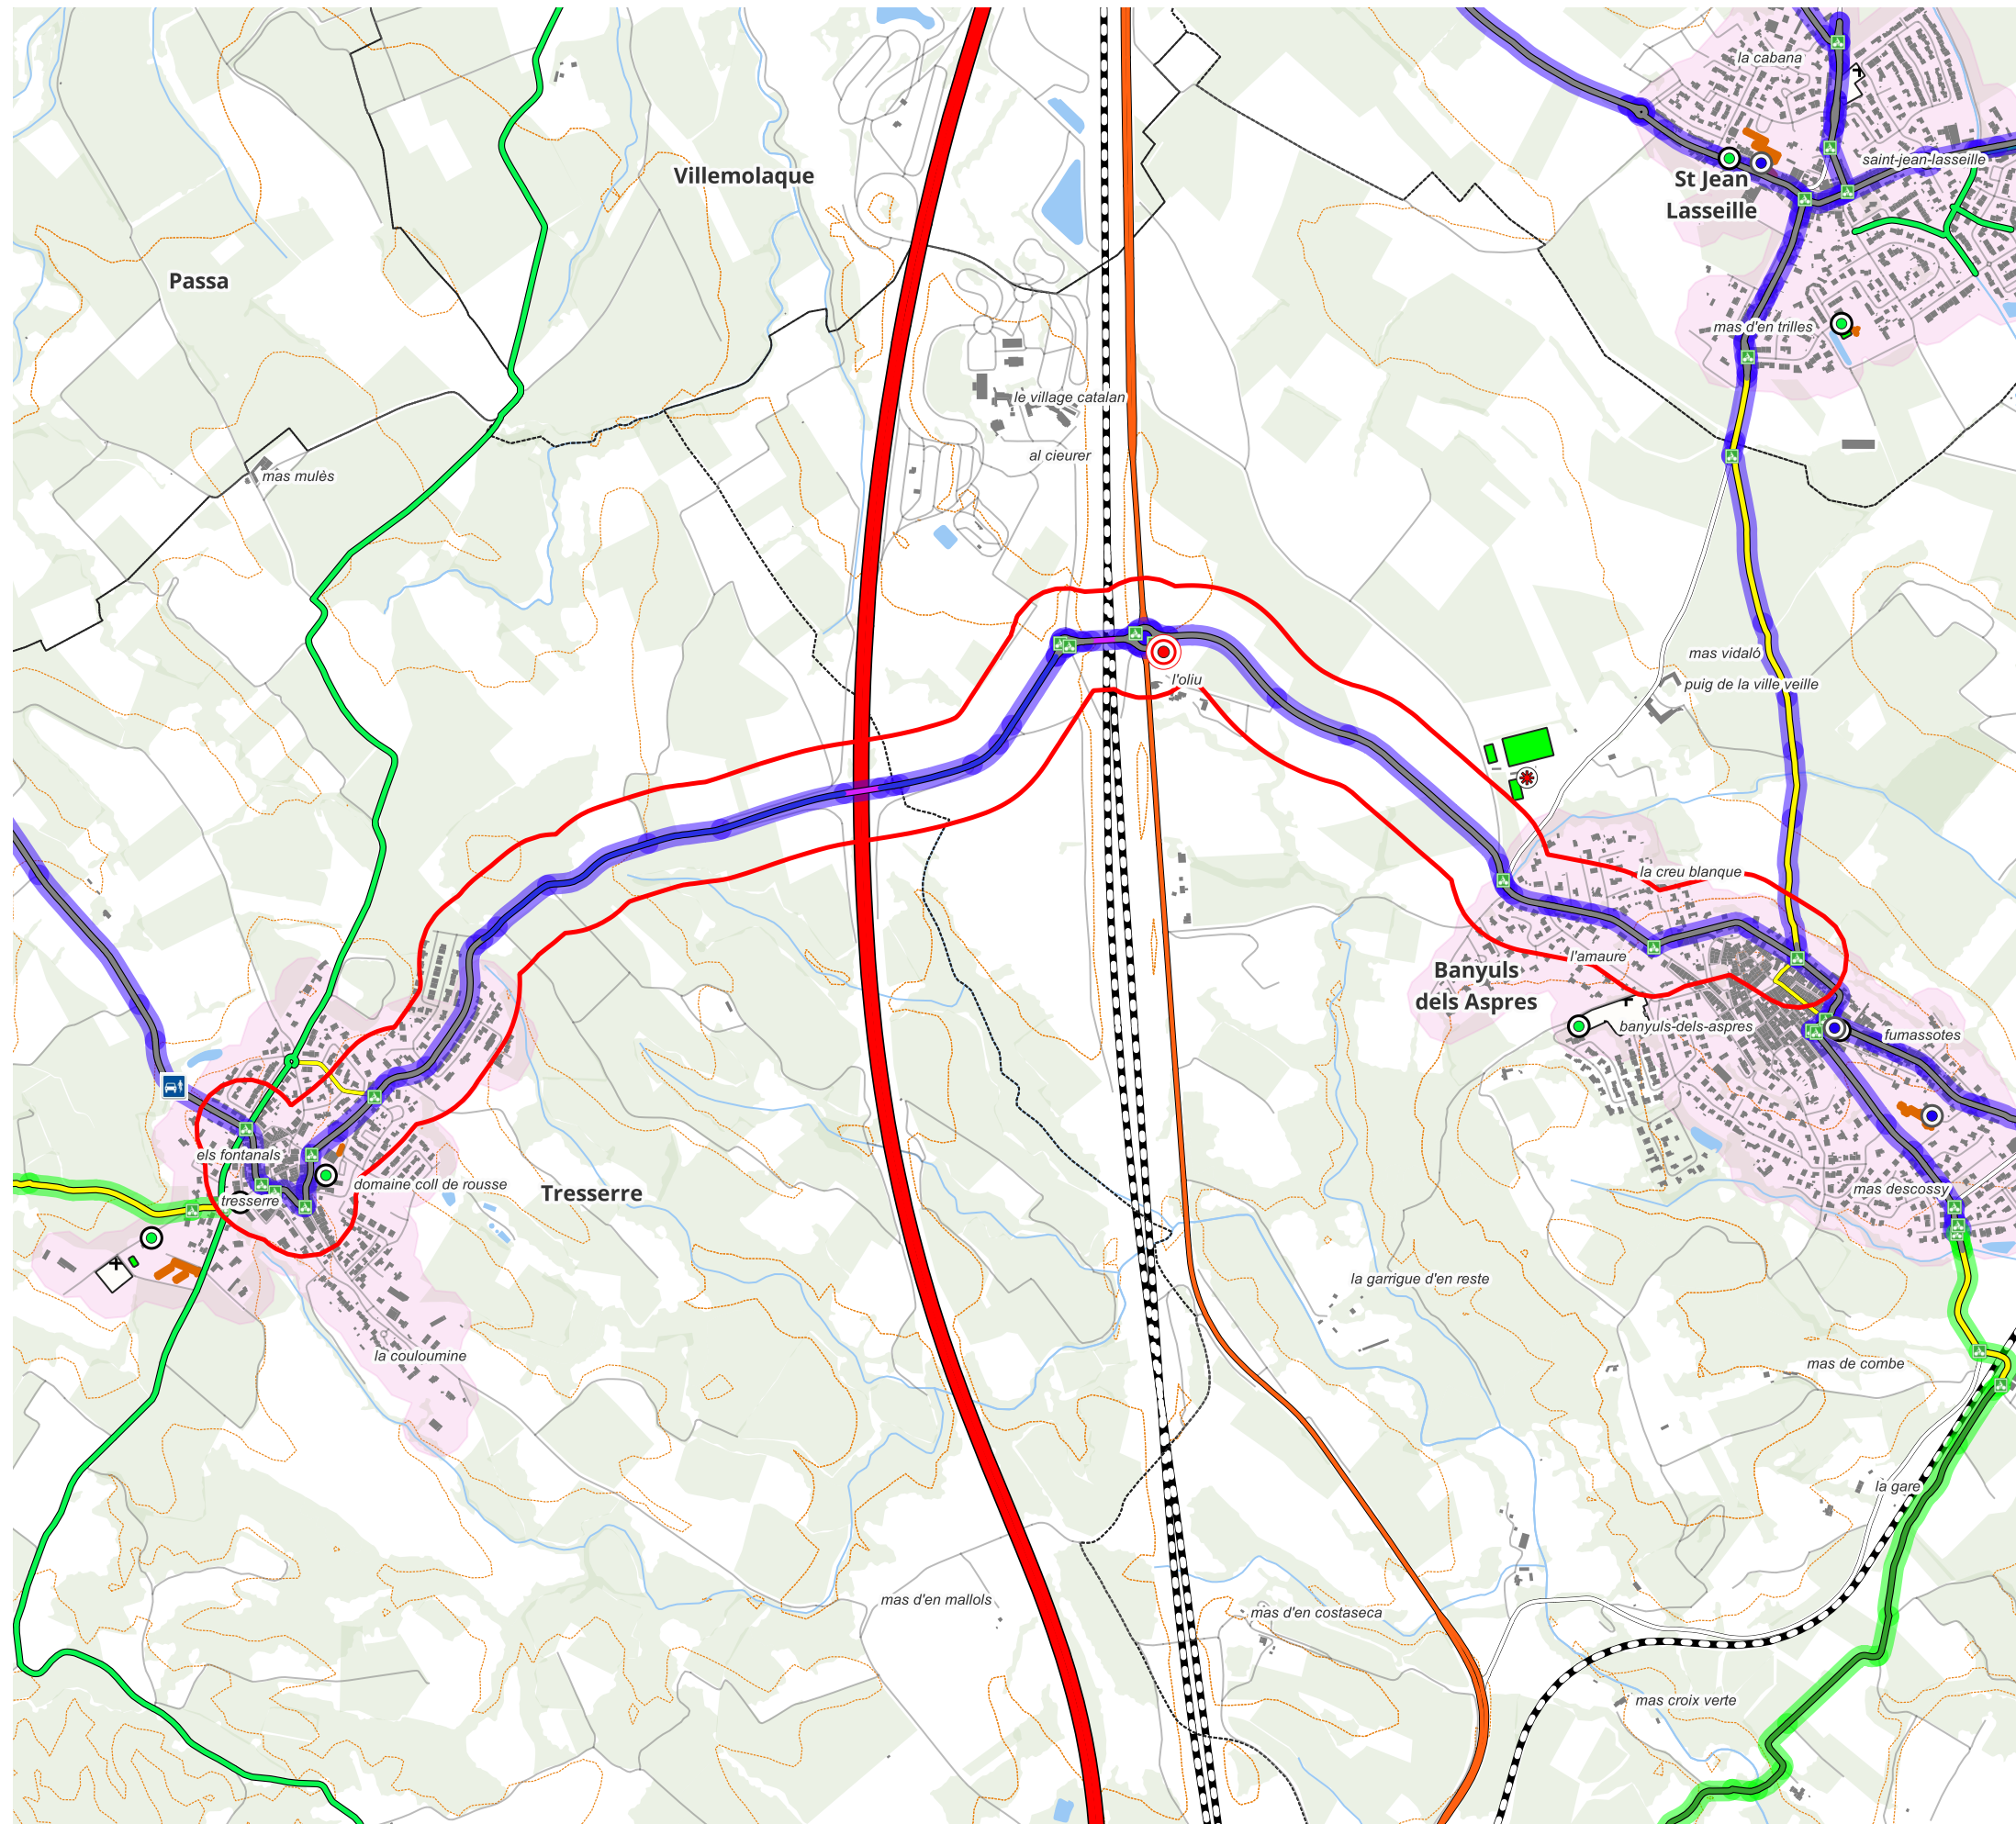 la cabana
saint-jean-lasseille
Villemolaque
St Jean
Lasseille
Passa
mas d'en trilles
le village catalan
al cieurer
mas mulès
mas vidaló
l'oliu
puig de la ville veille
la creu blanque
l'amaure
Banyuls
dels Aspres
banyuls-dels-aspres
fumassotes
els fontanals
domaine coll de rousse
Tresserre
tresserre
mas descossy
la garrigue d'en reste
la couloumine
mas de combe
la gare
mas d'en mallols
mas d'en costaseca
mas croix verte